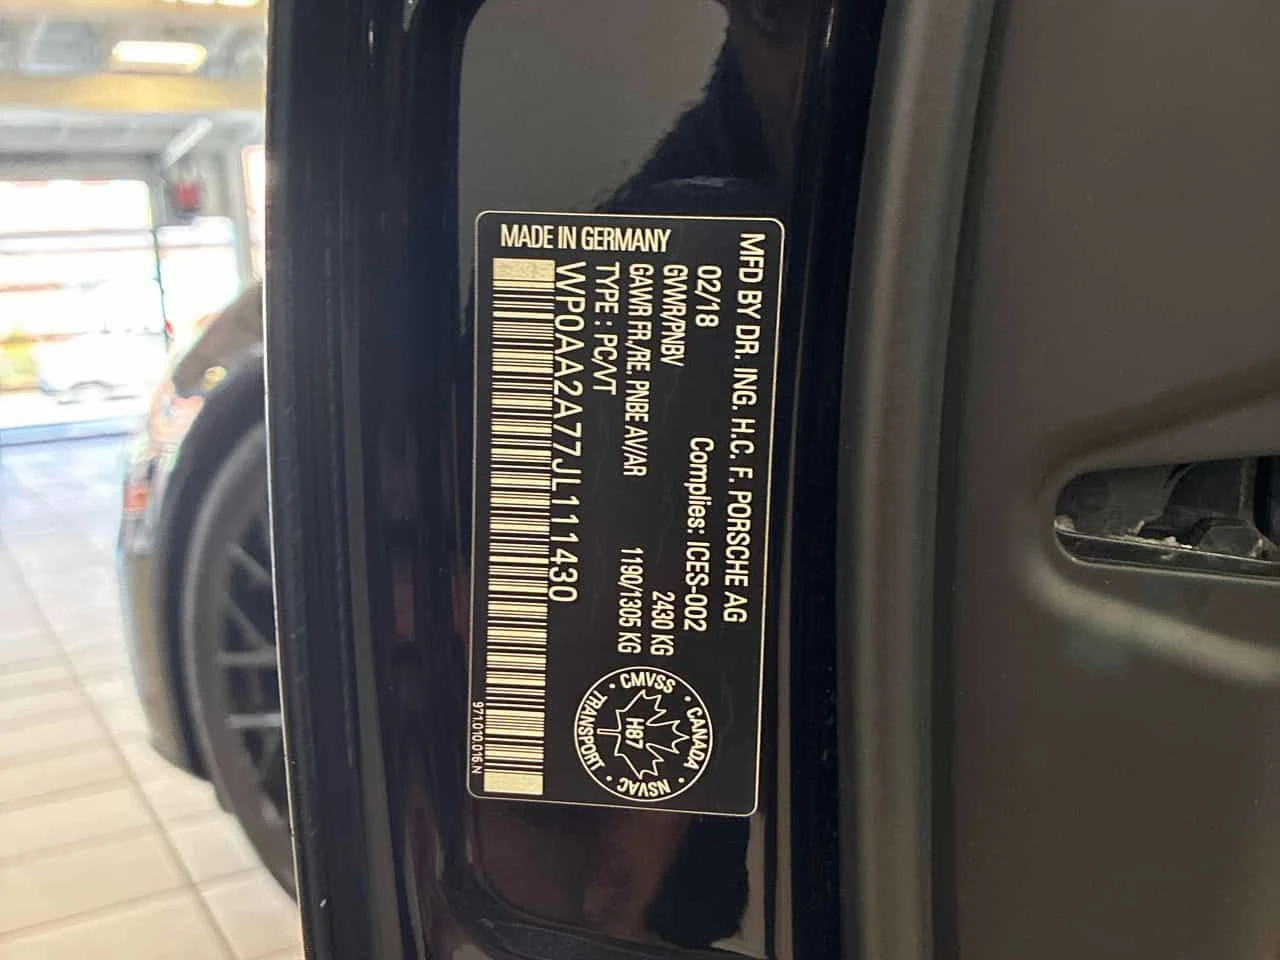 MFD BY DR. ING. H.C. F. PORSCHE AG
02/18 Complies: ICES-002
GVWR/PNBV 2430 KG
GAWR FR./RE. PNBE AV/AR 1190/1305 KG
TYPE : PC/VT
WP0AA2A77JL111430
MADE IN GERMANY
CMVSS • CANADA • NSVAC • TRANSPORT •
H87
971.010.016.N